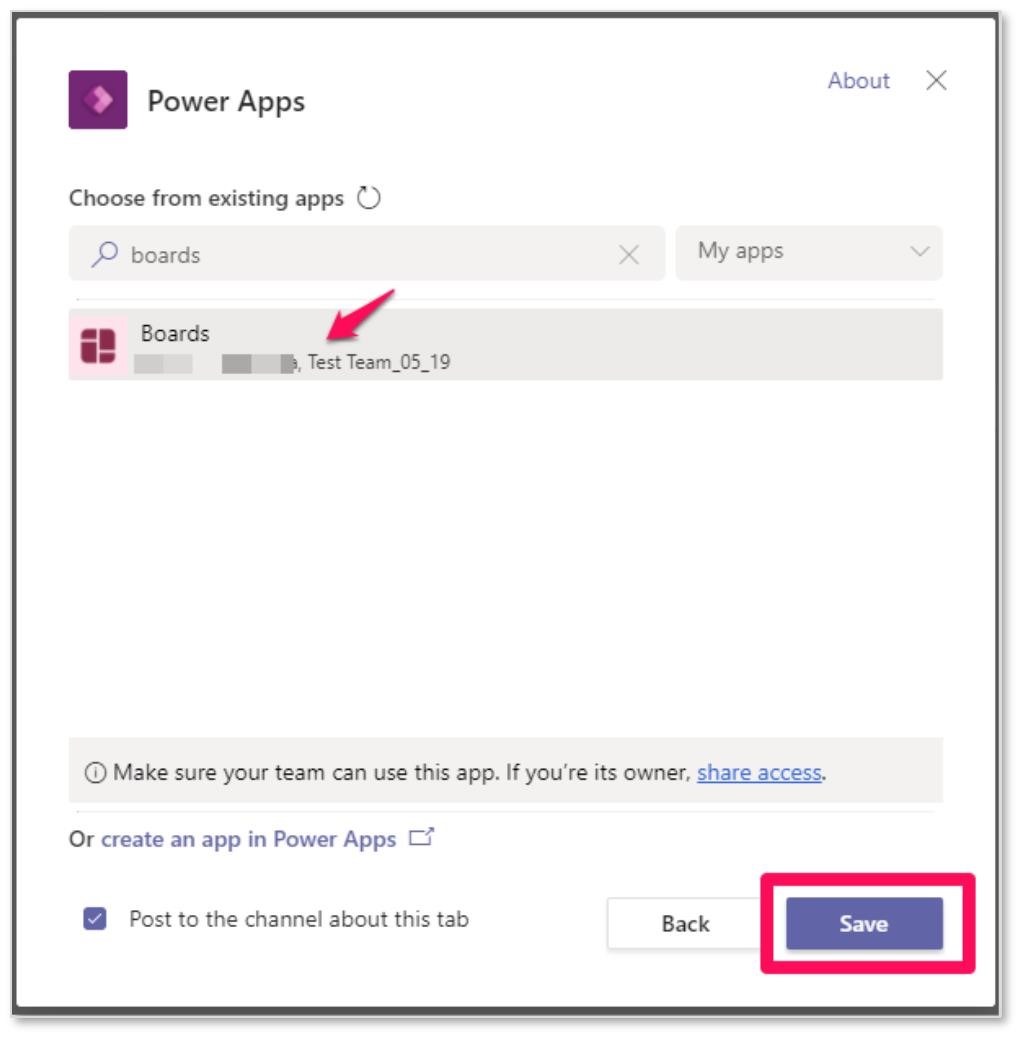 Power Apps
About
Choose from existing apps
boards
My apps
Boards
, Test Team_05_19
Make sure your team can use this app. If you're its owner, share access.
Or create an app in Power Apps
Post to the channel about this tab
Back
Save